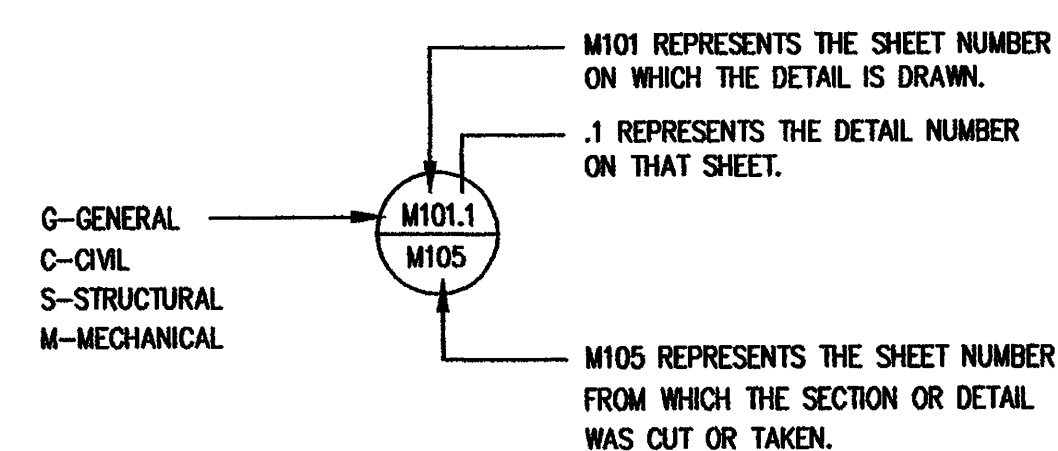 M101 REPRESENTS THE SHEET NUMBER
ON WHICH THE DETAIL IS DRAWN.
.1 REPRESENTS THE DETAIL NUMBER
ON THAT SHEET.
G-GENERAL
C-CIVIL
S-STRUCTURAL
M-MECHANICAL
M101.1
M105
M105 REPRESENTS THE SHEET NUMBER
FROM WHICH THE SECTION OR DETAIL
WAS CUT OR TAKEN.